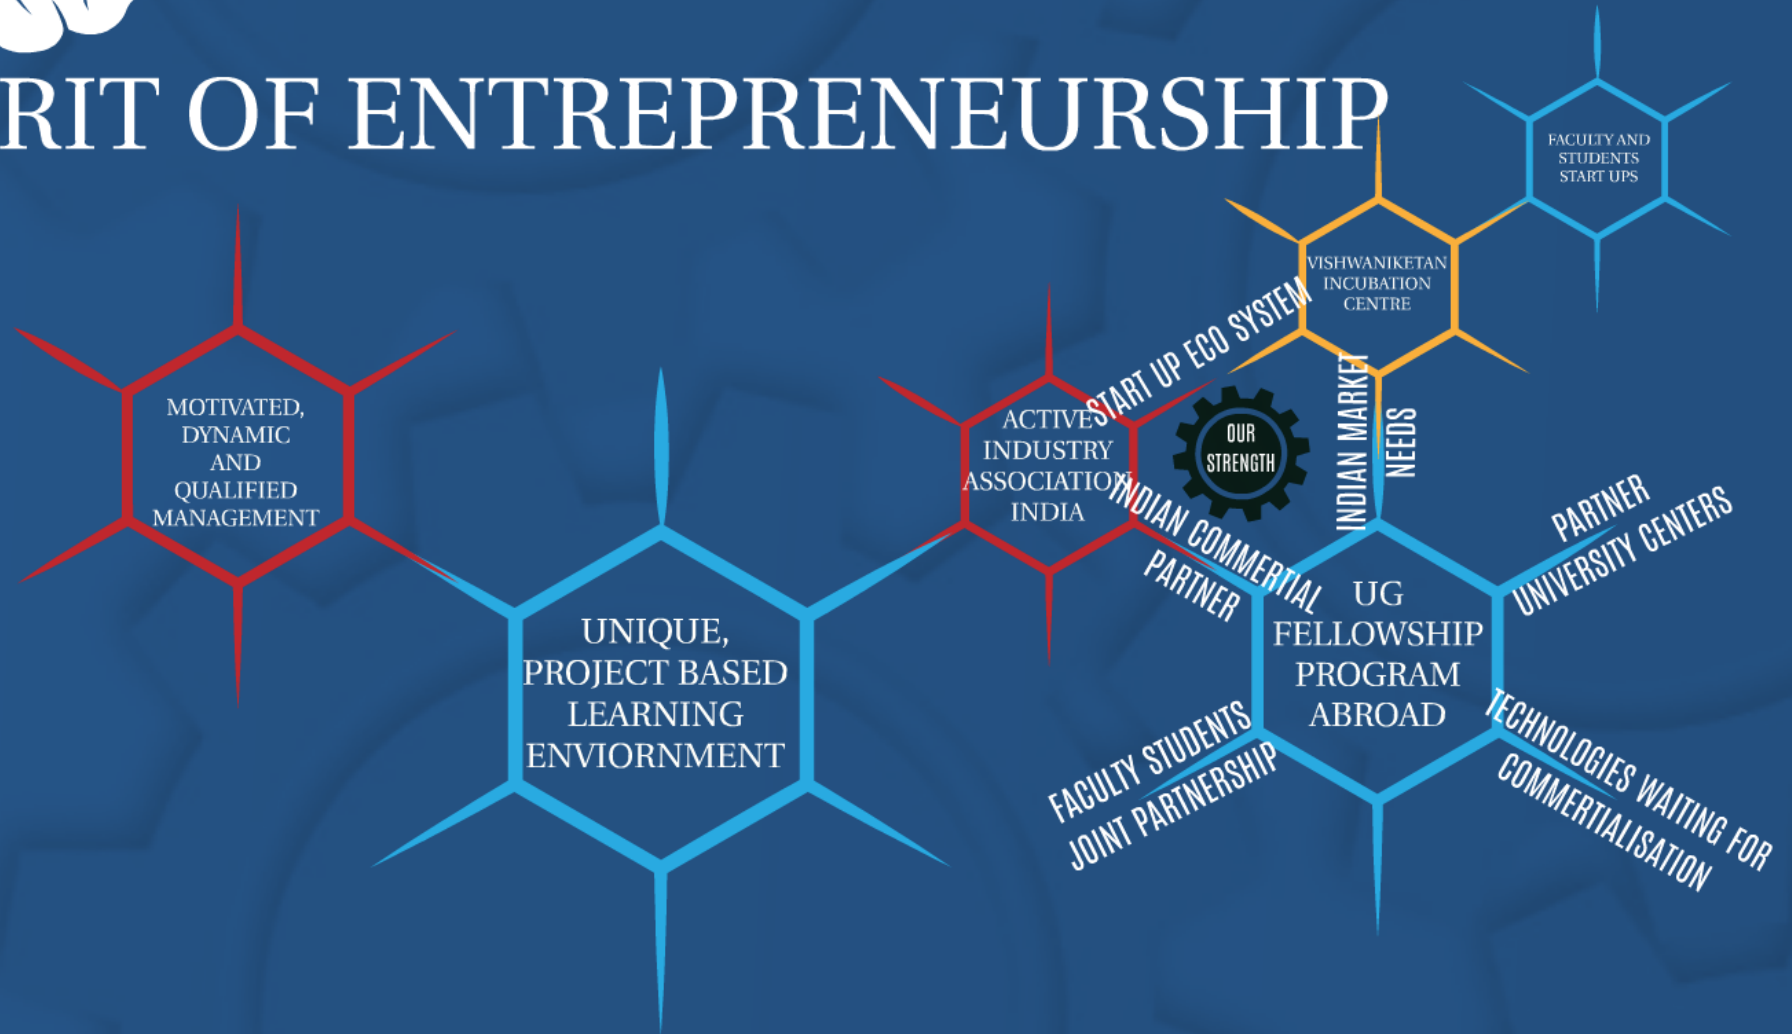 RIT OF ENTREPRENEURSHIP
FACULTY AND
STUDENTS
START UPS
VISHWANIKETAN
INCUBATION
CENTRE
START UP ECO SYSTEM
MOTIVATED,
DYNAMIC
AND
QUALIFIED
MANAGEMENT
ACTIVE
INDUSTRY
ASSOCIATION
INDIA
OUR
STRENGTH
INDIAN MARKET
NEEDS
INDIAN COMMERTIAL
PARTNER
PARTNER
UNIVERSITY CENTERS
UNIQUE,
PROJECT BASED
LEARNING
ENVIORNMENT
UG
FELLOWSHIP
PROGRAM
ABROAD
FACULTY STUDENTS
JOINT PARTNERSHIP
TECHNOLOGIES WAITING FOR
COMMERTIALISATION